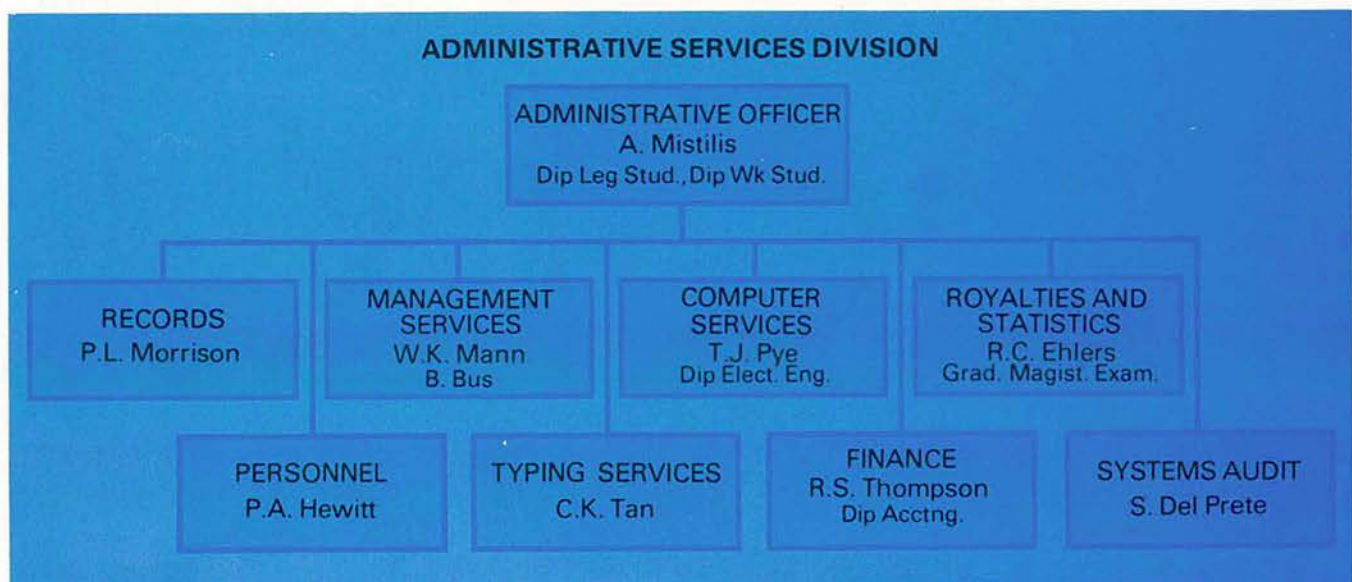 ADMINISTRATIVE SERVICES DIVISION
ADMINISTRATIVE OFFICER
A. Mistilis
Dip Leg Stud., Dip Wk Stud.
RECORDS
P.L. Morrison
MANAGEMENT
SERVICES
W.K. Mann
B. Bus
COMPUTER
SERVICES
T.J. Pye
Dip Elect. Eng.
ROYALTIES AND
STATISTICS
R.C. Ehlers
Grad. Magist. Exam.
PERSONNEL
P.A. Hewitt
TYPING SERVICES
C.K. Tan
FINANCE
R.S. Thompson
Dip Acctng.
SYSTEMS AUDIT
S. Del Prete